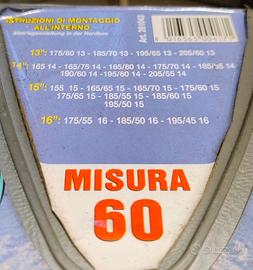 ISTRUZIONI DI MONTAGGIO
ALL'INTERNO
13": 175/80 13 - 185/70 13 - 195/65 13 - 205/60 13
14": 165 14 - 165/75 14 - 165/80 14 - 175/70 14 - 185/65 14
190/60 14 - 195/60 14 - 205/55 14
15": 155 15 - 165/65 15 - 165/70 15 - 175/60 15
175/65 15 - 185/55 15 - 185/60 15
195/50 15
16": 175/55 16 - 185/50 16 - 195/45 16
MISURA
60